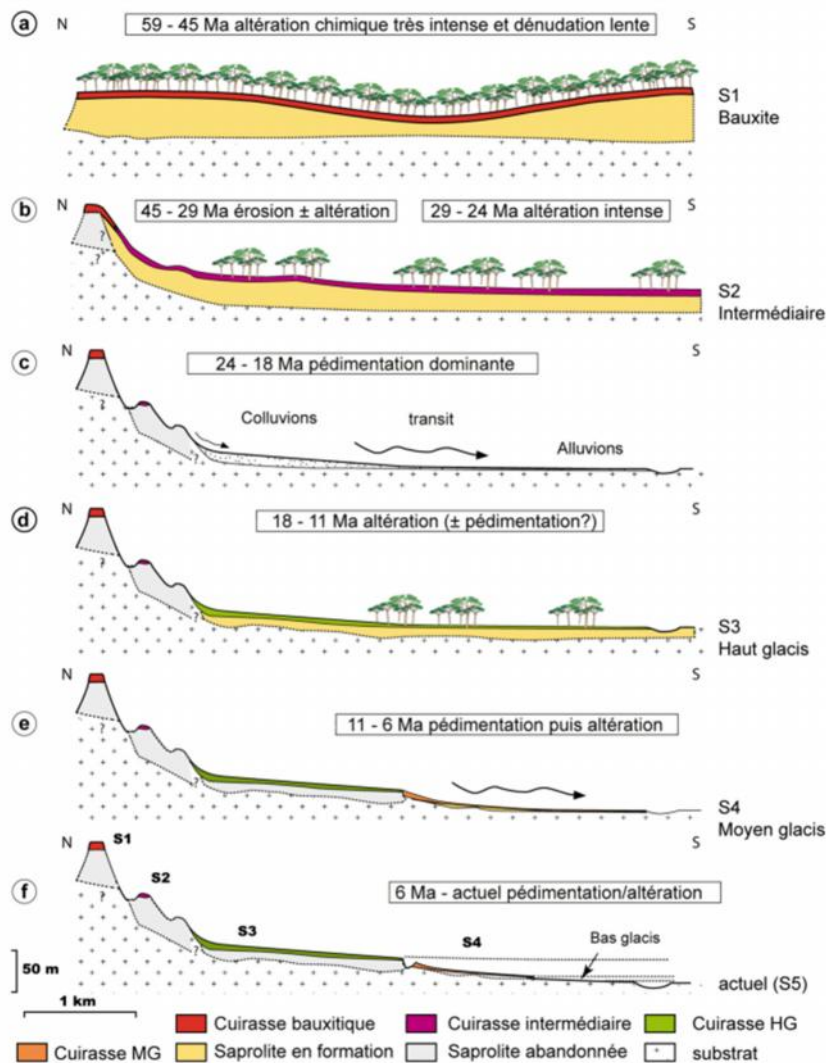 a
N
59 - 45 Ma altération chimique très intense et dénudation lente
S
S1
Bauxite
b
N
45 - 29 Ma érosion ± altération
29 - 24 Ma altération intense
S
?
?
S2
Intermédiaire
c
N
24 - 18 Ma pédimentation dominante
S
Colluvions
transit
Alluvions
?
?
d
N
18 - 11 Ma altération (± pédimentation?)
S
?
?
S3
Haut glacis
e
N
S
11 - 6 Ma pédimentation puis altération
?
?
S4
Moyen glacis
f
N
S1
S
S2
6 Ma - actuel pédimentation/altération
S3
S4
Bas glacis
?
?
50 m
actuel (S5)
1 km
Cuirasse bauxitique
Cuirasse intermédiaire
Cuirasse HG
Cuirasse MG
Saprolite en formation
Saprolite abandonnée
substrat